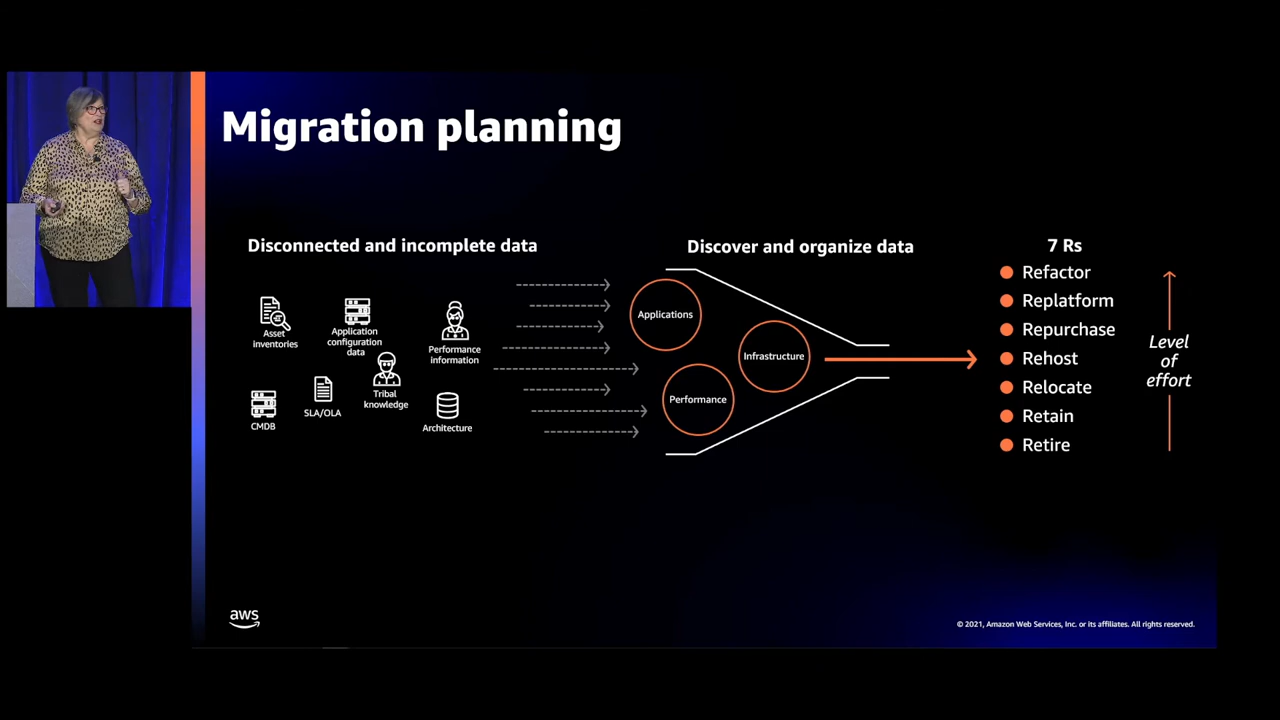 Migration planning
Disconnected and incomplete data
Asset
inventories
Application
configuration
data
Performance
information
CMDB
SLA/OLA
Tribal
knowledge
Architecture
Discover and organize data
Applications
Infrastructure
Performance
7 Rs
Refactor
Replatform
Repurchase
Rehost
Relocate
Retain
Retire
Level
of
effort
aws
© 2021, Amazon Web Services, Inc. or its affiliates. All rights reserved.